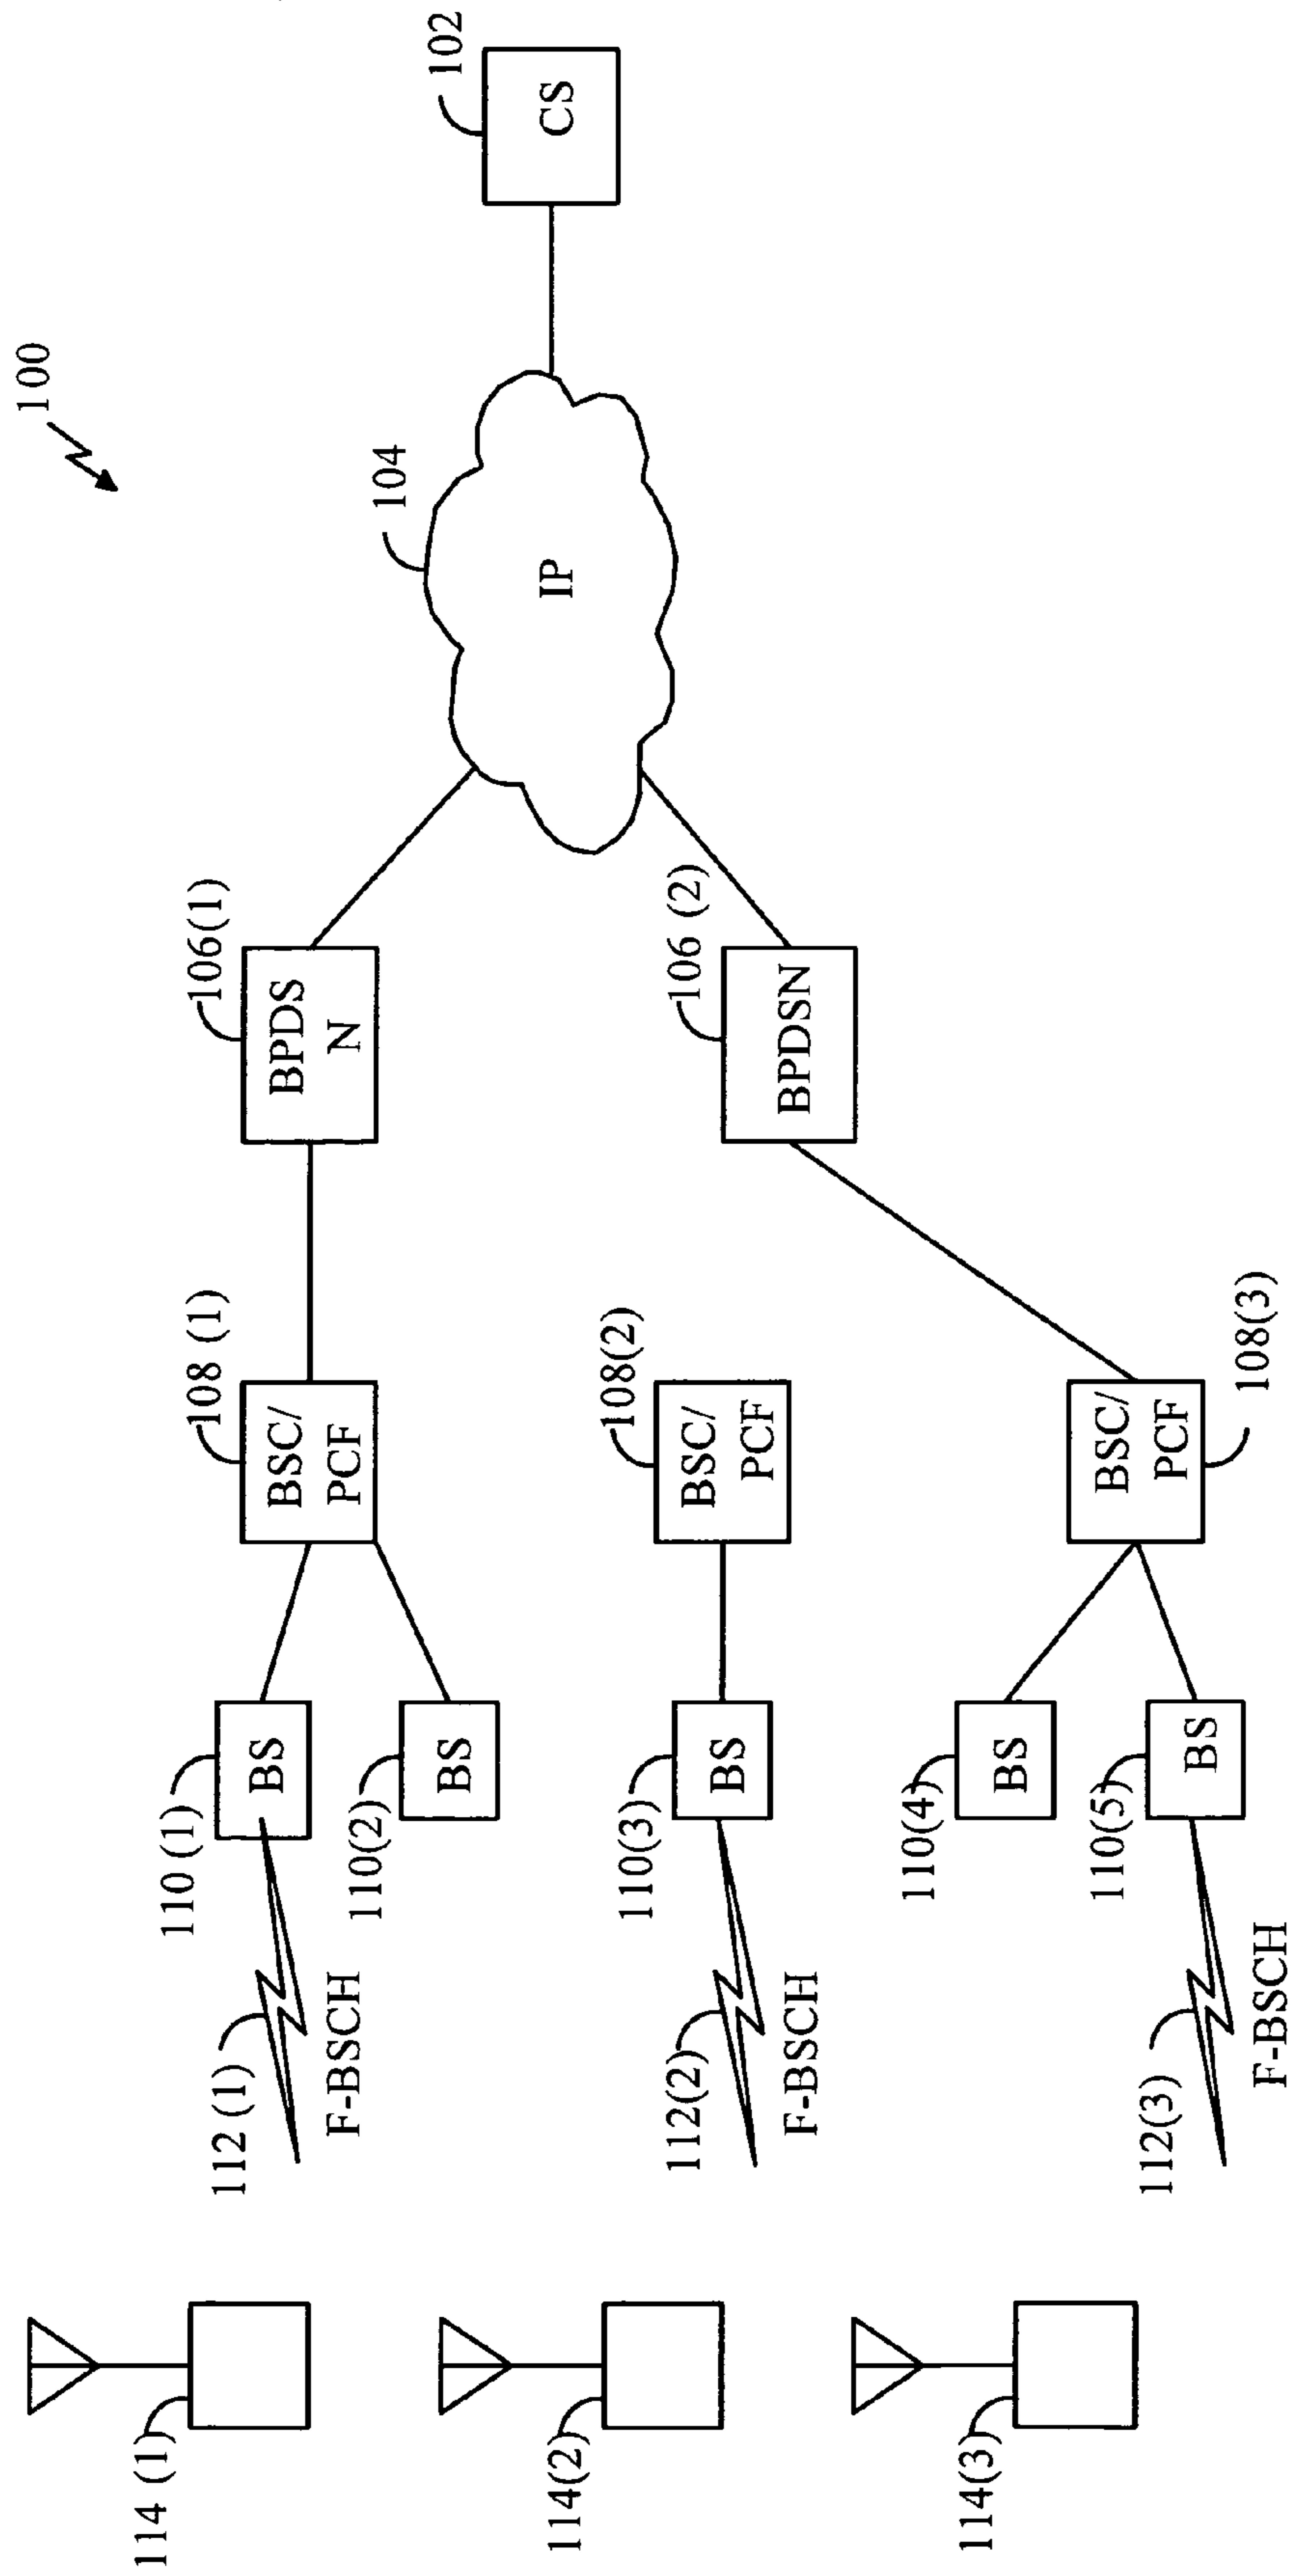 100
114 (1)
112 (1)
F-BSCH
110 (1)
BS
110(2)
BS
108 (1)
BSC/
PCF
106(1)
BPDS
N
104
IP
102
CS
114(2)
112(2)
F-BSCH
110(3)
BS
108(2)
BSC/
PCF
106 (2)
BPDSN
114(3)
112(3)
F-BSCH
110(4)
BS
110(5)
BS
BSC/
PCF
108(3)